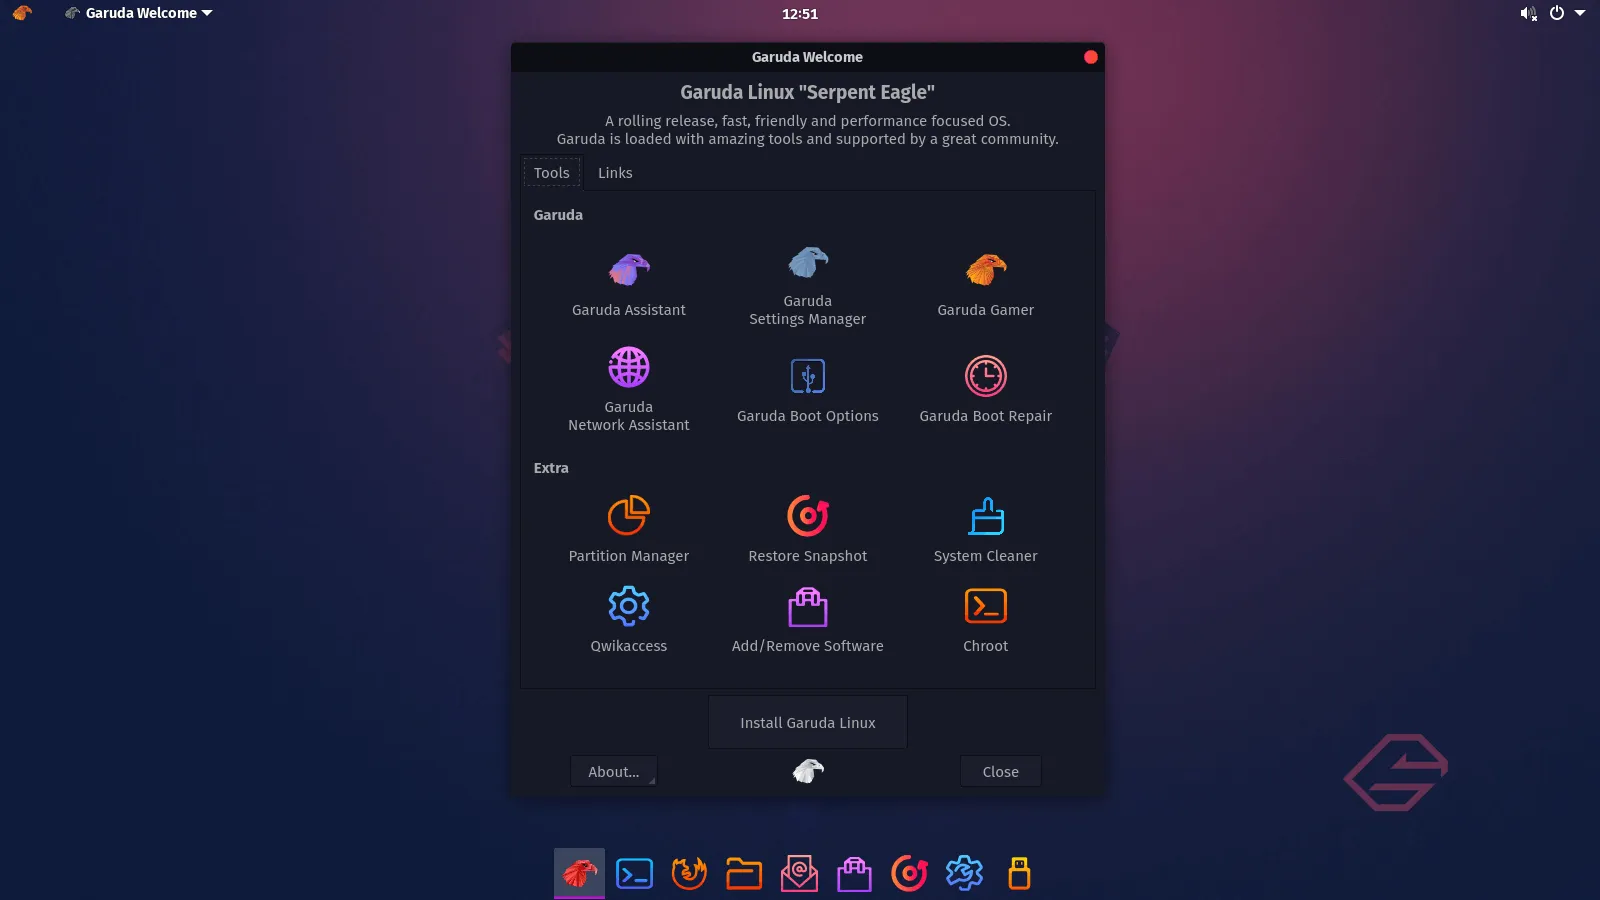 Garuda Welcome
12:51
Garuda Welcome
Garuda Linux "Serpent Eagle"
A rolling release, fast, friendly and performance focused OS.
Garuda is loaded with amazing tools and supported by a great community.
Tools
Links
Garuda
Garuda Assistant
Garuda
Settings Manager
Garuda Gamer
Garuda
Network Assistant
Garuda Boot Options
Garuda Boot Repair
Extra
Partition Manager
Restore Snapshot
System Cleaner
Qwikaccess
Add/Remove Software
Chroot
Install Garuda Linux
About...
Close